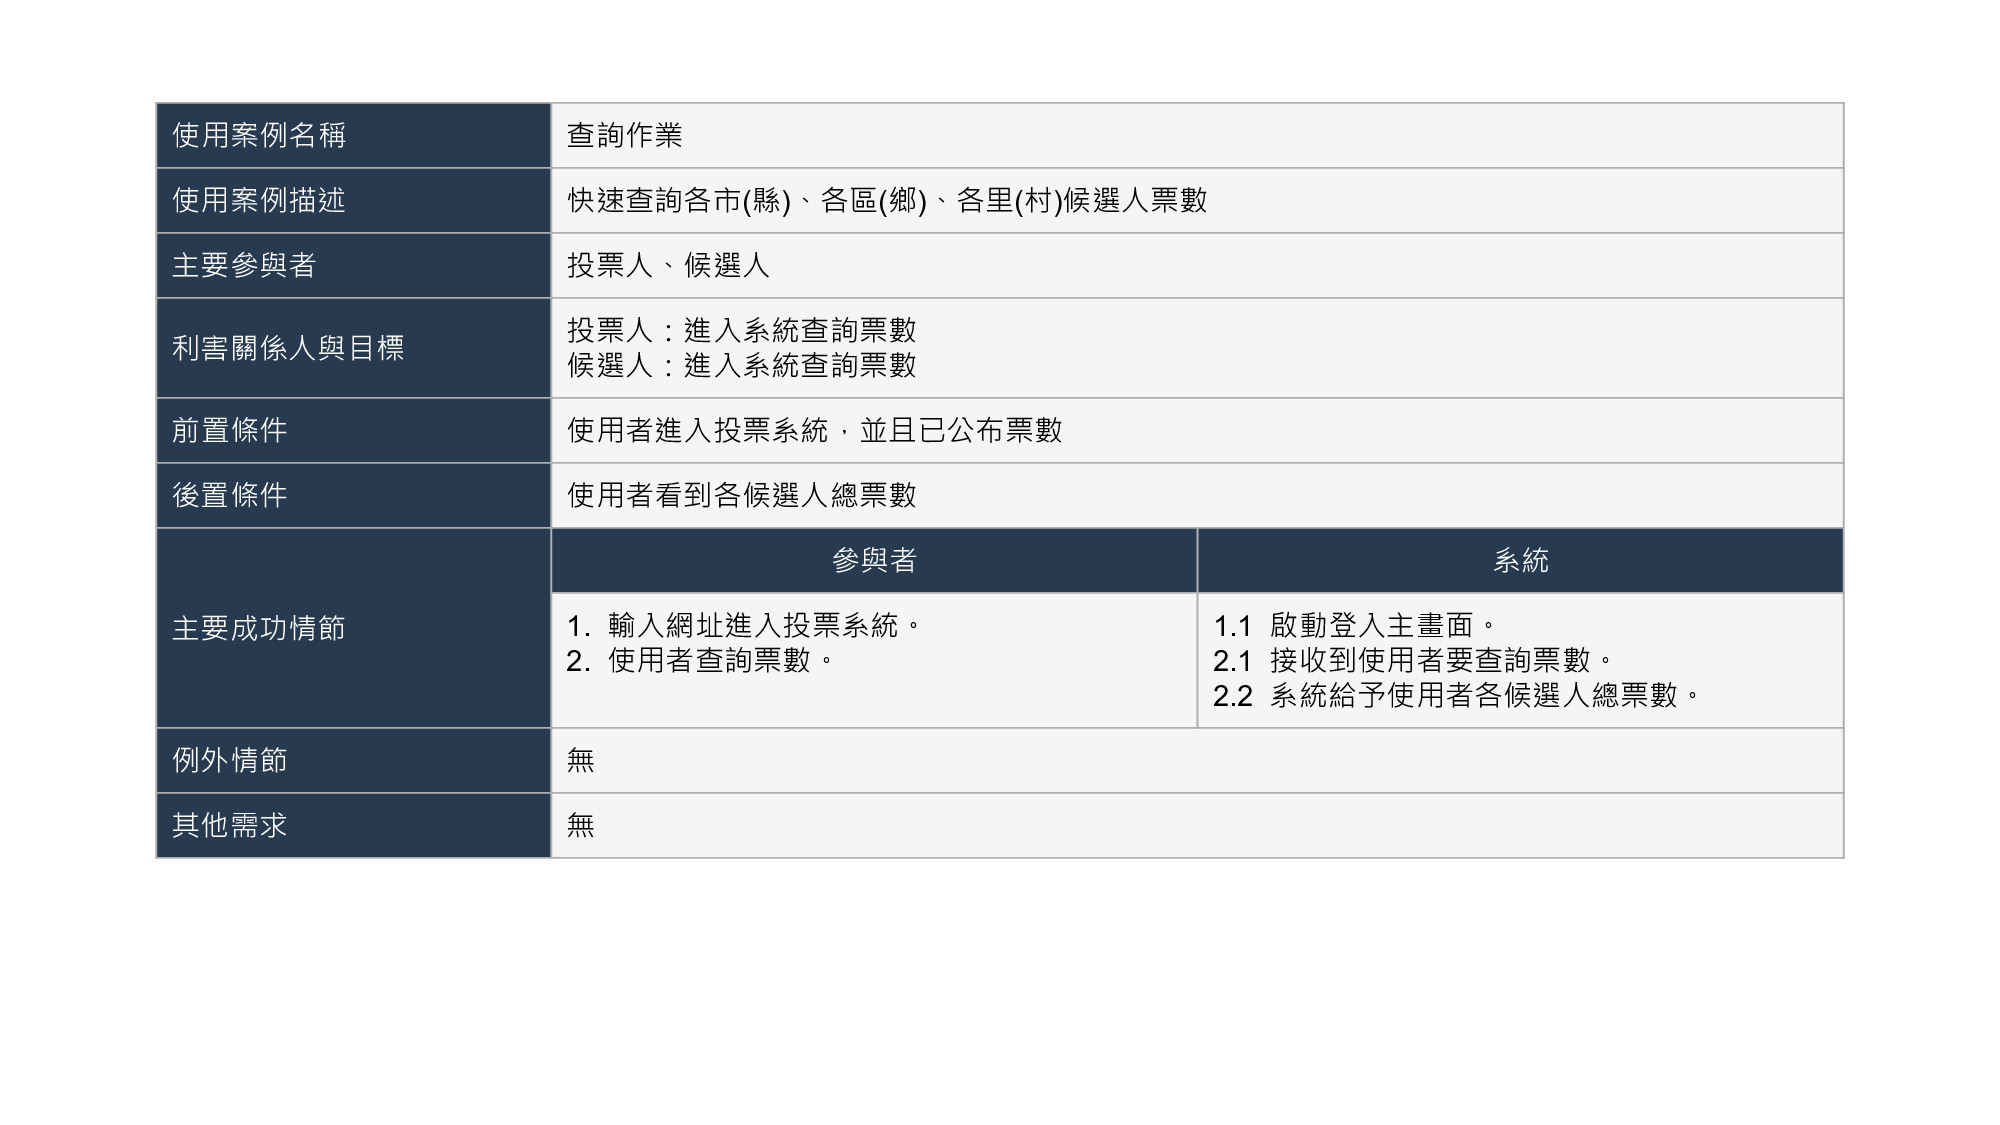 使用案例名稱
查詢作業
使用案例描述
快速查詢各市(縣)、各區(鄉)、各里(村)候選人票數
主要參與者
投票人、候選人
利害關係人與目標
投票人：進入系統查詢票數
候選人：進入系統查詢票數
前置條件
使用者進入投票系統，並且已公布票數
後置條件
使用者看到各候選人總票數
主要成功情節
參與者
系統
1. 輸入網址進入投票系統。
2. 使用者查詢票數。
1.1 啟動登入主畫面。
2.1 接收到使用者要查詢票數。
2.2 系統給予使用者各候選人總票數。
例外情節
無
其他需求
無